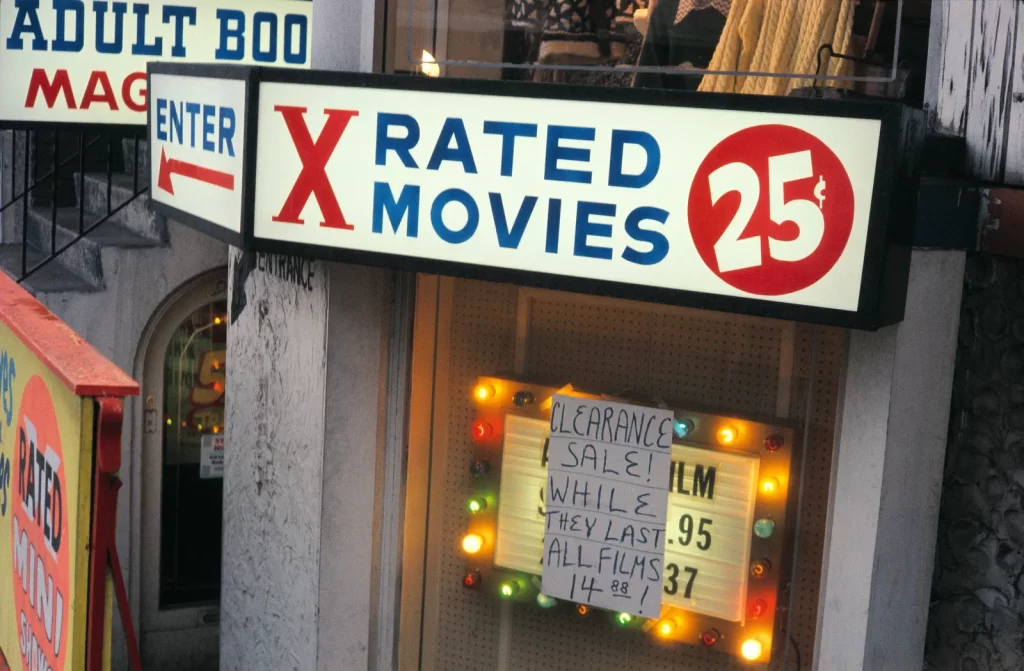 ADULT BOO
MAG
ENTER
X RATED
MOVIES
25¢
ENTRANCE
CLEARANCE
SALE!
WHILE
THEY LAST
ALL FILMS
14 88 !
ILM
.95
37
RATED
MINI